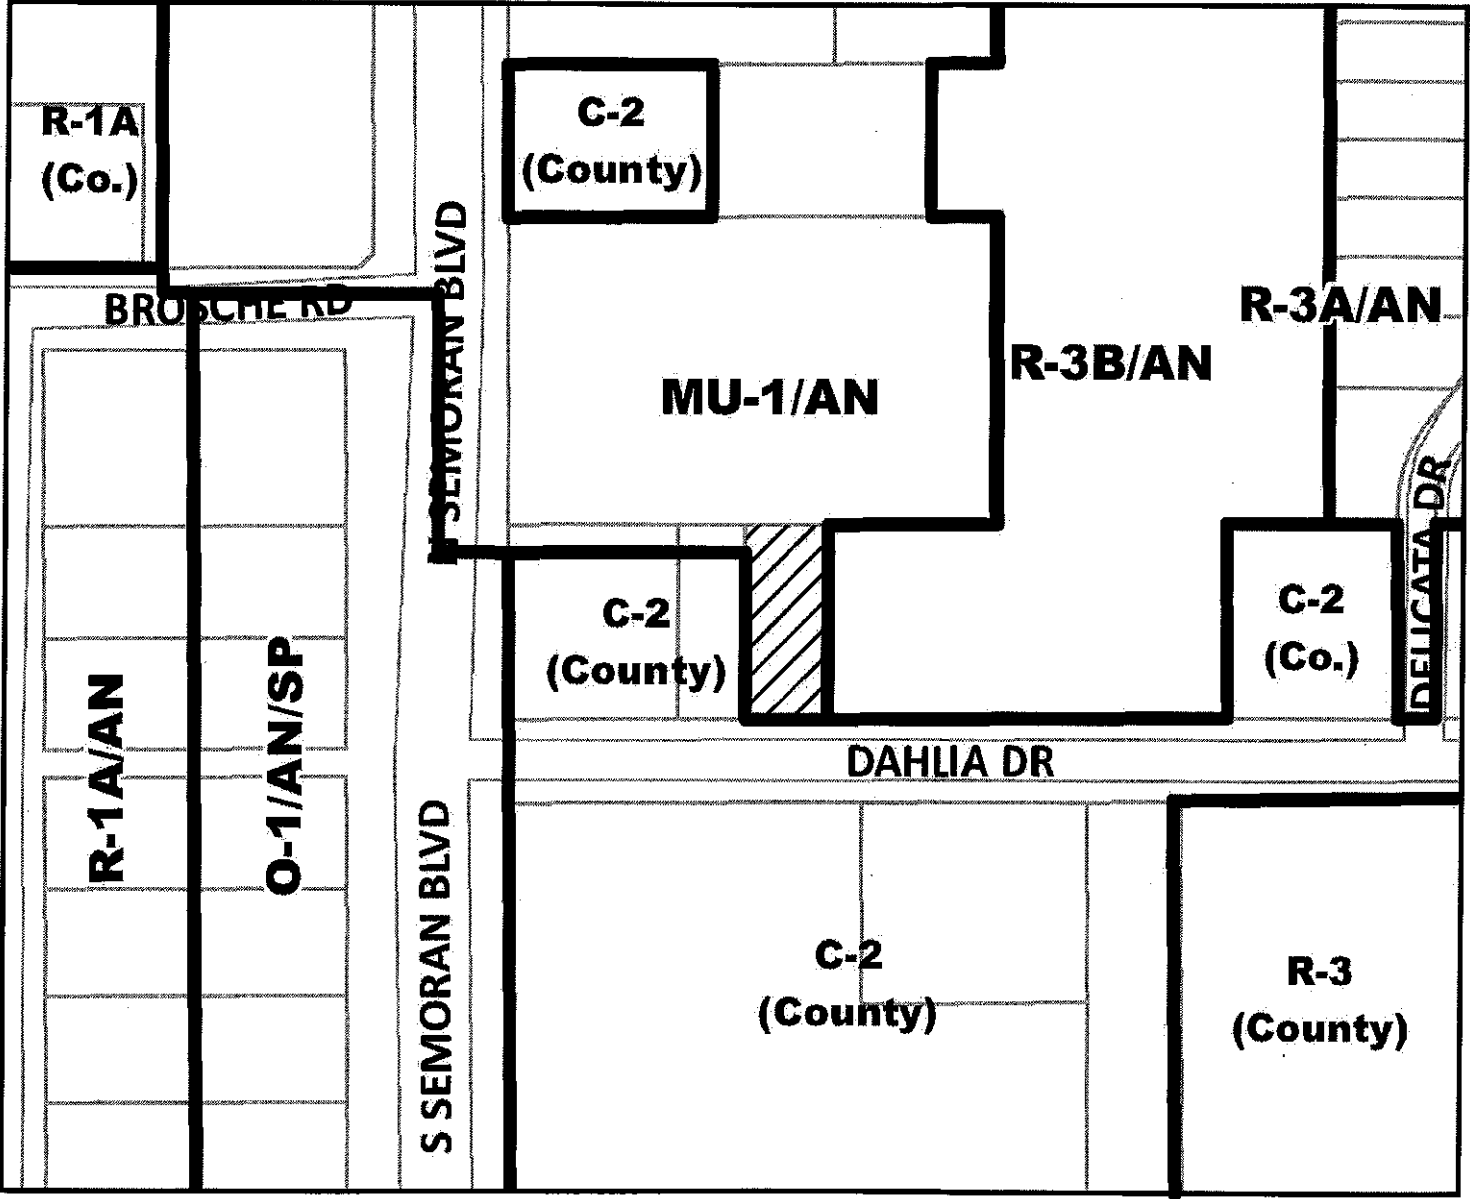 R-1A
(Co.)
C-2
(County)
S SEMORAN BLVD
BROSCHE RD
R-3A/AN
R-3B/AN
MU-1/AN
DELICATA DR
C-2
(County)
C-2
(Co.)
R-1A/AN
O-1/AN/SP
DAHLIA DR
S SEMORAN BLVD
C-2
(County)
R-3
(County)